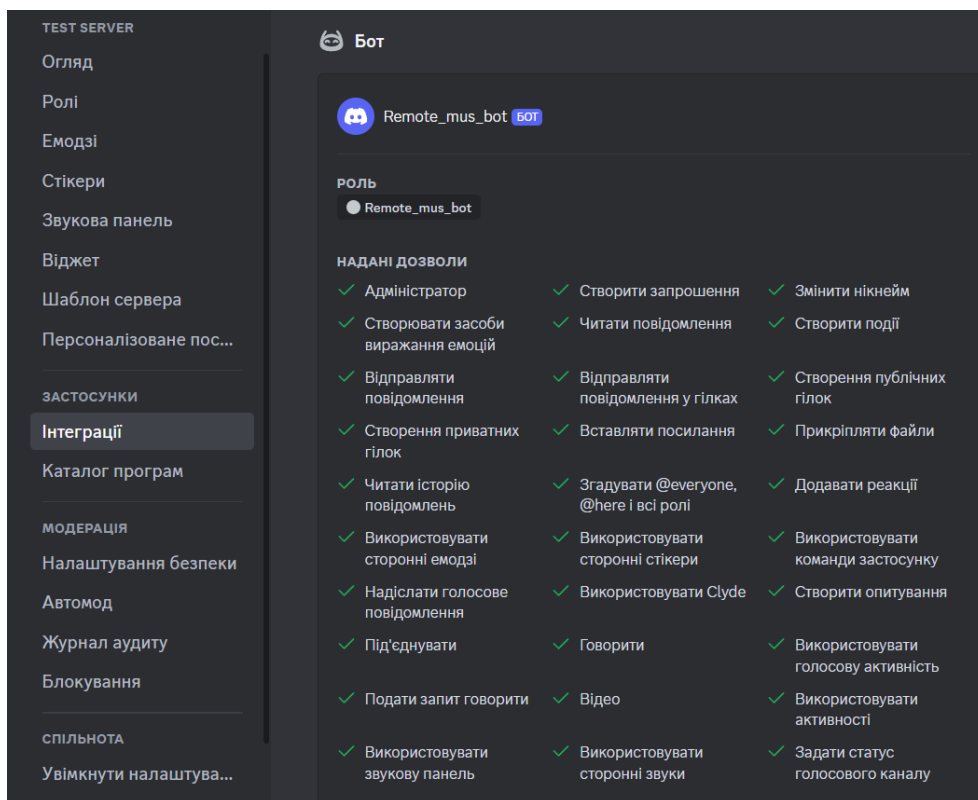 TEST SERVER
Огляд
Ролі
Емодзі
Стікери
Звукова панель
Віджет
Шаблон сервера
Персоналізоване пос...
ЗАСТОСУНКИ
Інтеграції
Каталог програм
МОДЕРАЦІЯ
Налаштування безпеки
Автомод
Журнал аудиту
Блокування
СПІЛЬНОТА
Увімкнути налаштува...
Бот
Remote_mus_bot БОТ
РОЛЬ
Remote_mus_bot
НАДАНІ ДОЗВОЛИ
Адміністратор
Створити запрошення
Змінити нікнейм
Створювати засоби
виражання емоцій
Читати повідомлення
Створити події
Відправляти
повідомлення
Відправляти
повідомлення у гілках
Створення публічних
гілок
Створення приватних
гілок
Вставляти посилання
Прикріпляти файли
Читати історію
повідомлень
Згадувати @everyone,
@here і всі ролі
Додавати реакції
Використовувати
сторонні емодзі
Використовувати
сторонні стікери
Використовувати
команди застосунку
Надіслати голосове
повідомлення
Використовувати Clyde
Створити опитування
Під'єднувати
Говорити
Використовувати
голосову активність
Подати запит говорити
Відео
Використовувати
активності
Використовувати
звукову панель
Використовувати
сторонні звуки
Задати статус
голосового каналу